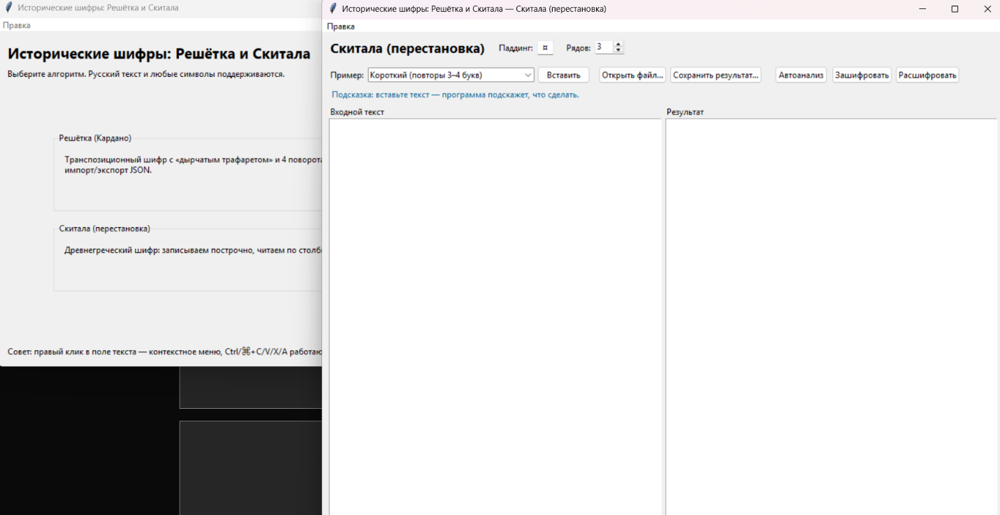 Исторические шифры: Решётка и Скитала
Правка
Исторические шифры: Решётка и Скитала
Выберите алгоритм. Русский текст и любые символы поддерживаются.
Решётка (Кардано)
Транспозиционный шифр с «дырчатым трафаретом» и 4 поворота
импорт/экспорт JSON.
Скитала (перестановка)
Древнегреческий шифр: записываем построчно, читаем по столб
Совет: правый клик в поле текста — контекстное меню, Ctrl/⌘+C/V/X/A работаю
Исторические шифры: Решётка и Скитала — Скитала (перестановка)
Правка
Скитала (перестановка) Паддинг: ¤ Рядов: 3
Пример: Короткий (повторы 3–4 букв) Вставить Открыть файл... Сохранить результат... Автоанализ Зашифровать Расшифровать
Подсказка: вставьте текст — программа подскажет, что сделать.
Входной текст Результат